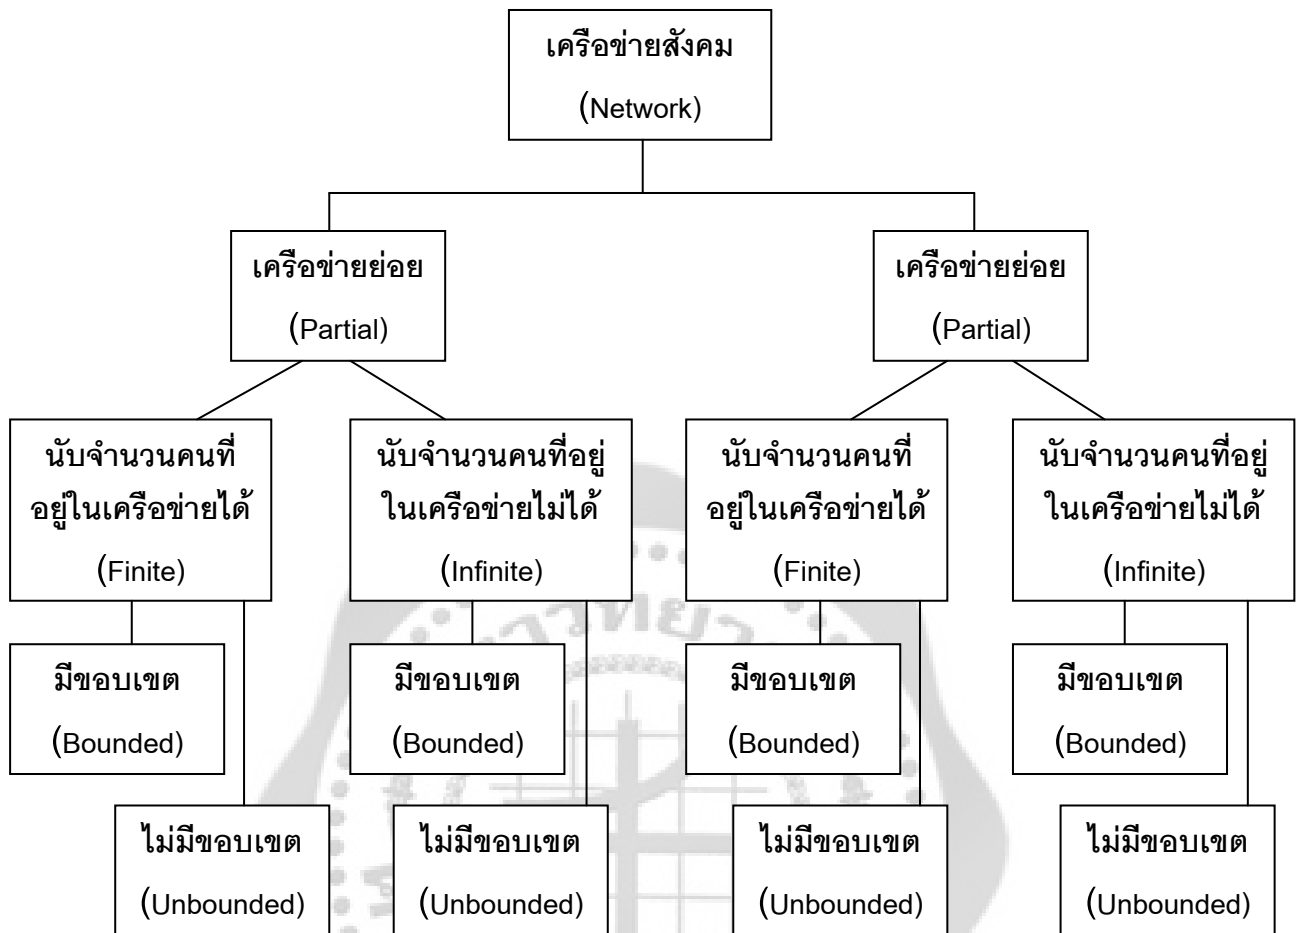 เครือข่ายสังคม
(Network)
เครือข่ายย่อย
(Partial)
เครือข่ายย่อย
(Partial)
นับจำนวนคนที่
อยู่ในเครือข่ายได้
(Finite)
นับจำนวนคนที่อยู่
ในเครือข่ายไม่ได้
(Infinite)
นับจำนวนคนที่
อยู่ในเครือข่ายได้
(Finite)
นับจำนวนคนที่อยู่
ในเครือข่ายไม่ได้
(Infinite)
มีขอบเขต
(Bounded)
มีขอบเขต
(Bounded)
มีขอบเขต
(Bounded)
มีขอบเขต
(Bounded)
ไม่มีขอบเขต
(Unbounded)
ไม่มีขอบเขต
(Unbounded)
ไม่มีขอบเขต
(Unbounded)
ไม่มีขอบเขต
(Unbounded)